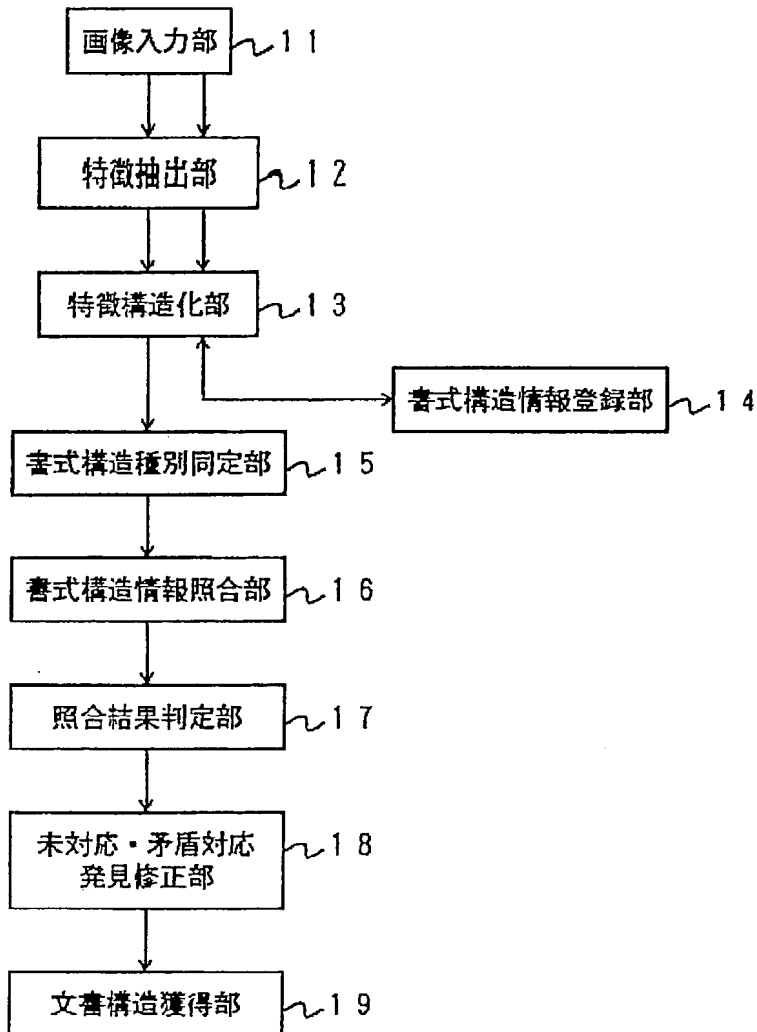 画像入力部 11
特徴抽出部 12
特徴構造化部 13
書式構造情報登録部 14
書式構造種別同定部 15
書式構造情報照合部 16
照合結果判定部 17
未対応・矛盾対応
発見修正部 18
文書構造獲得部 19